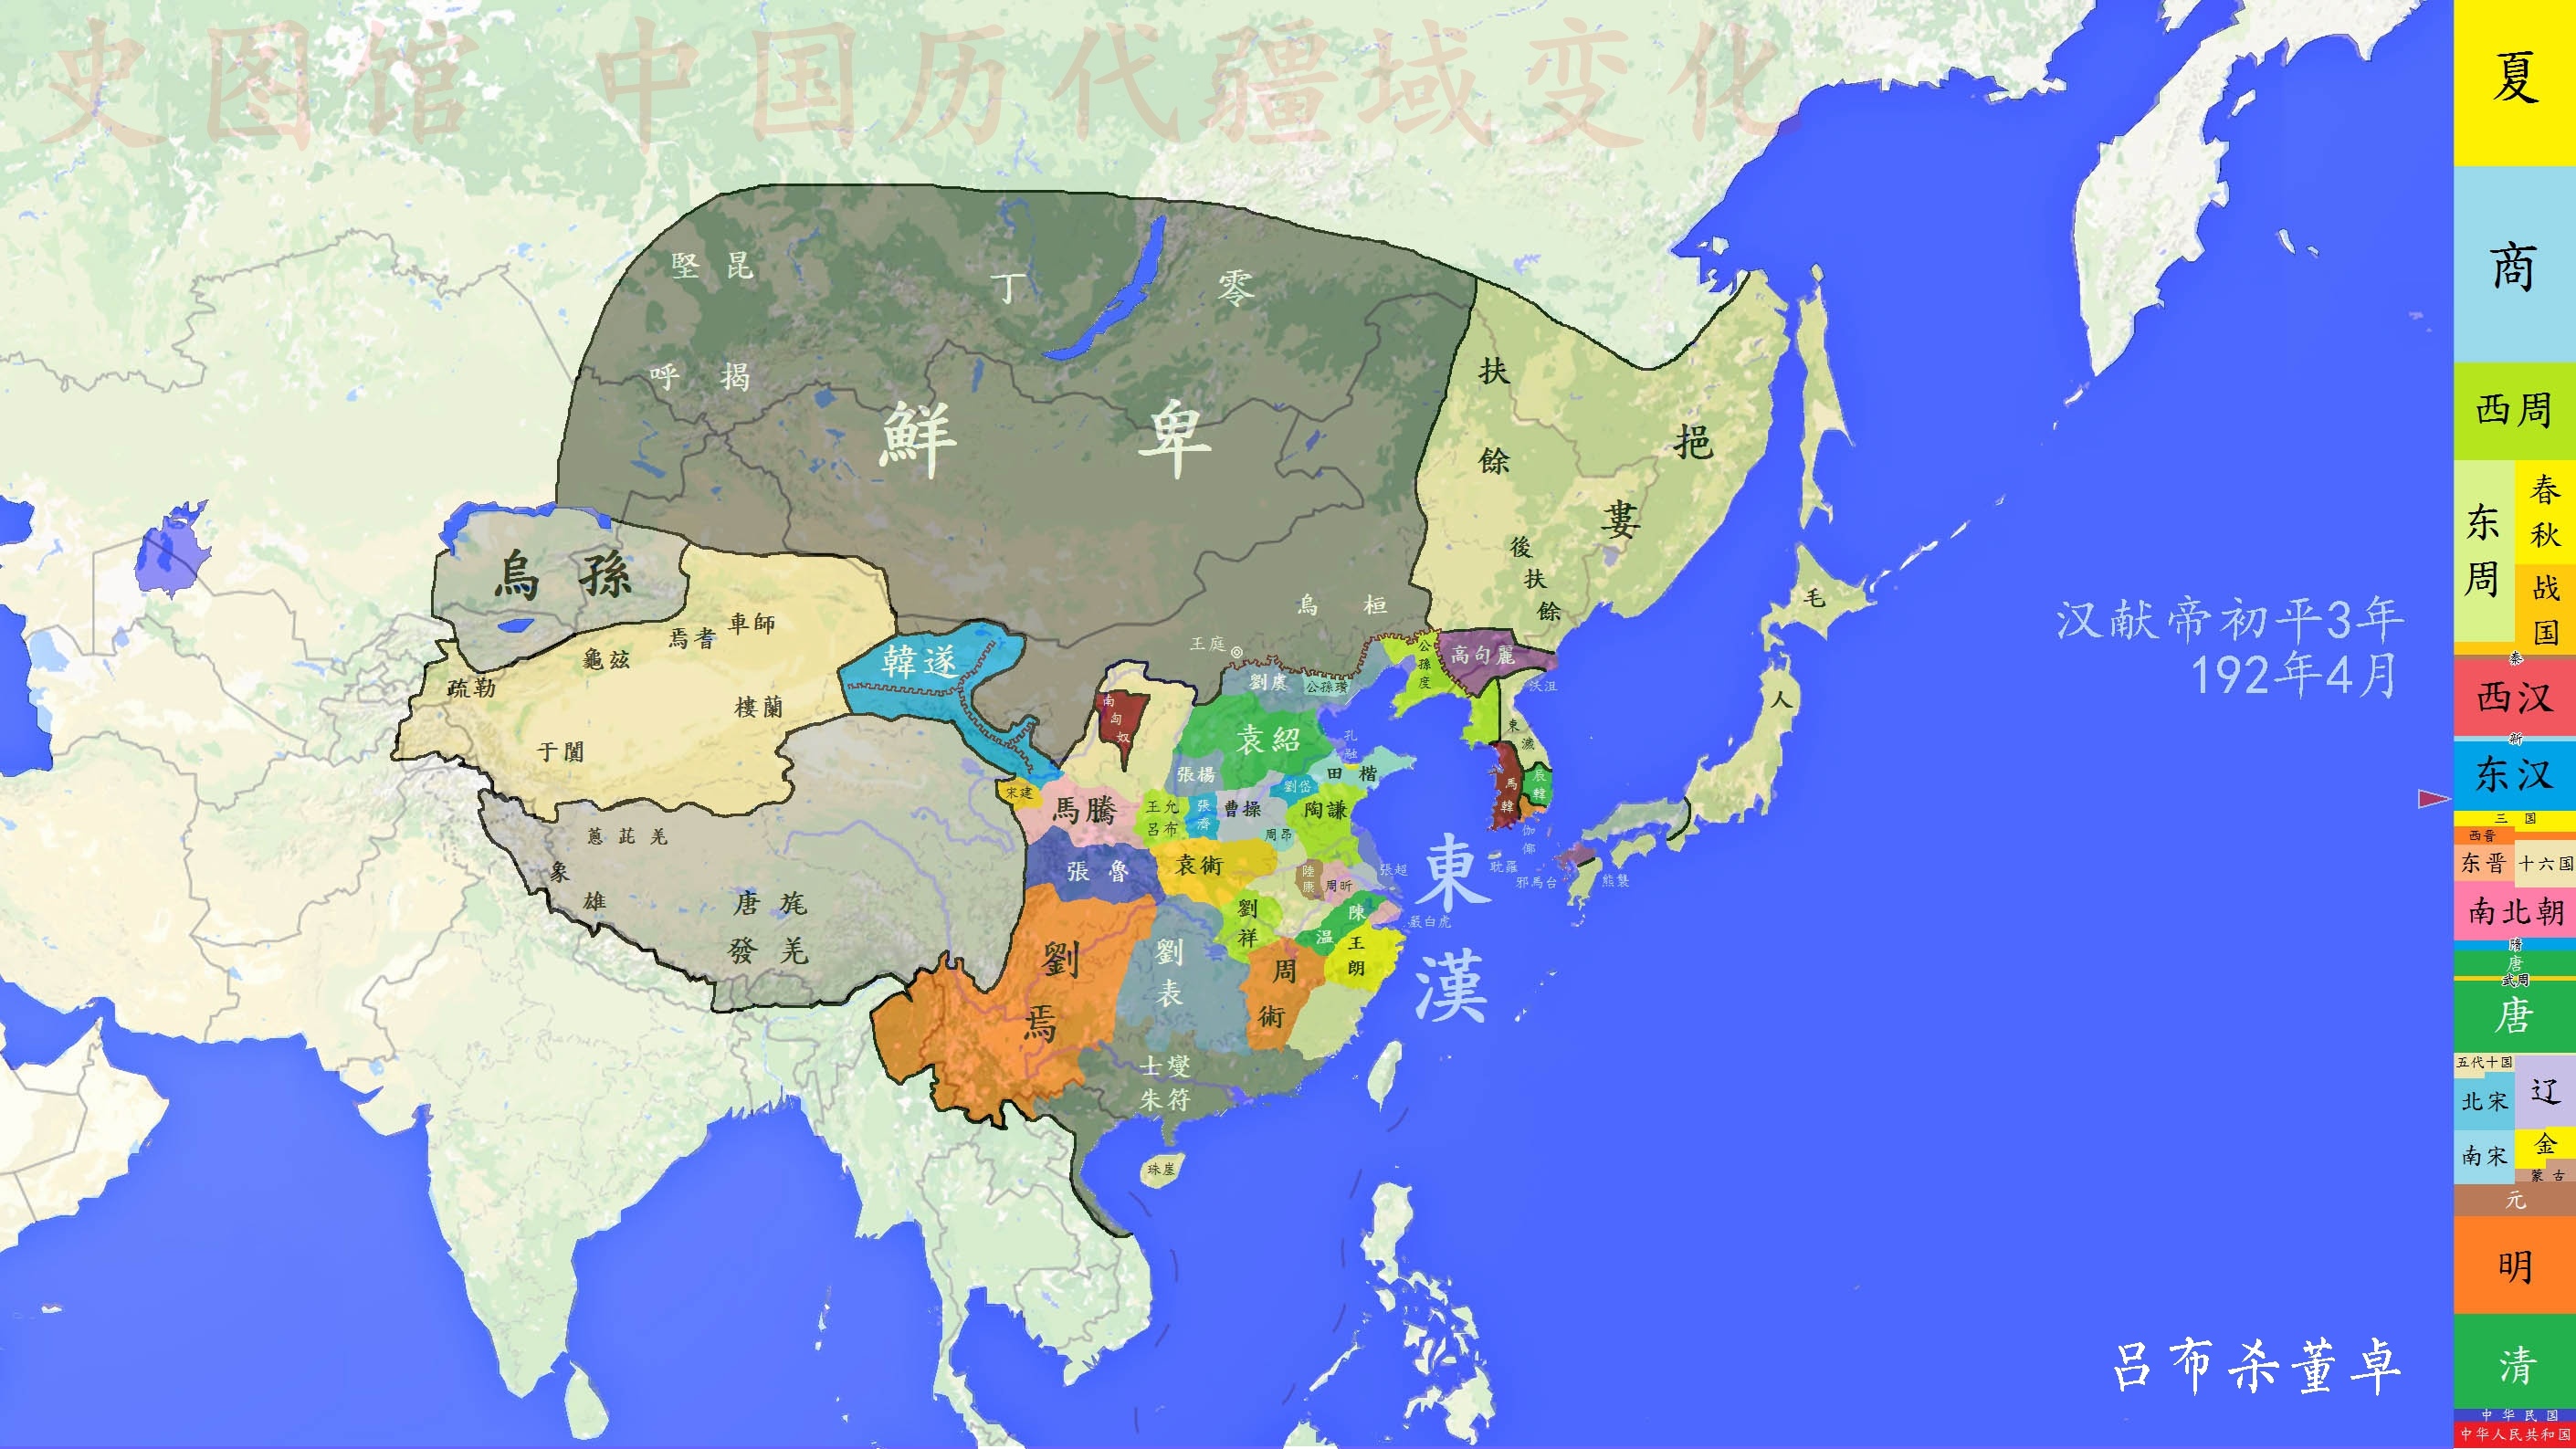 史图馆 中国历代疆域变化
堅昆
丁零
呼揭
鮮卑
扶餘
挹婁
後扶餘
烏孫
烏桓
王庭
車師
焉耆
龜兹
疏勒
樓蘭
于闐
韓遂
南匈奴
劉虞
公孫瓚
公孫度
高句麗
沃沮
東濊
馬韓
辰韓
伽倻
耽羅
邪馬台
熊襲
毛人
袁紹
孔融
張楊
田楷
劉岱
宋建
馬騰
王允
呂布
張濟
曹操
陶謙
周昂
張魯
袁術
陸康
周昕
張超
蔥茈羌
象雄
唐旄
發羌
劉焉
劉表
劉祥
陳温
嚴白虎
王朗
周術
士燮
朱符
珠崖
東漢
汉献帝初平3年
192年4月
吕布杀董卓
夏
商
西周
东周
春秋
战国
秦
西汉
新
东汉
三国
西晋
东晋
十六国
南北朝
隋
唐
武周
唐
五代十国
辽
北宋
南宋
金
蒙古
元
明
清
中华民国
中华人民共和国